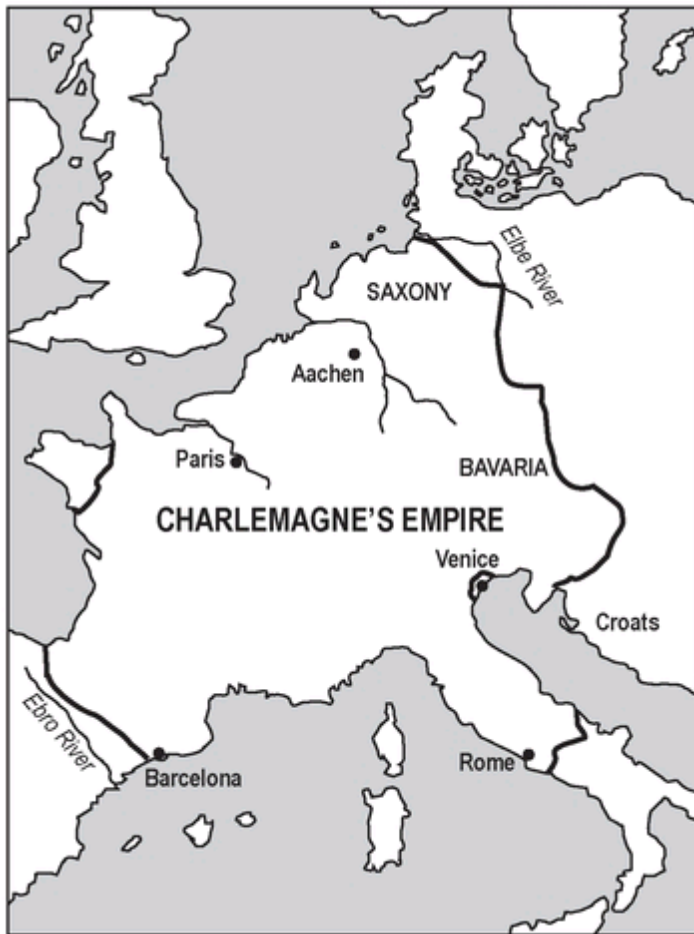 Elbe River
SAXONY
Aachen
Paris
BAVARIA
CHARLEMAGNE'S EMPIRE
Venice
Croats
Ebro River
Barcelona
Rome